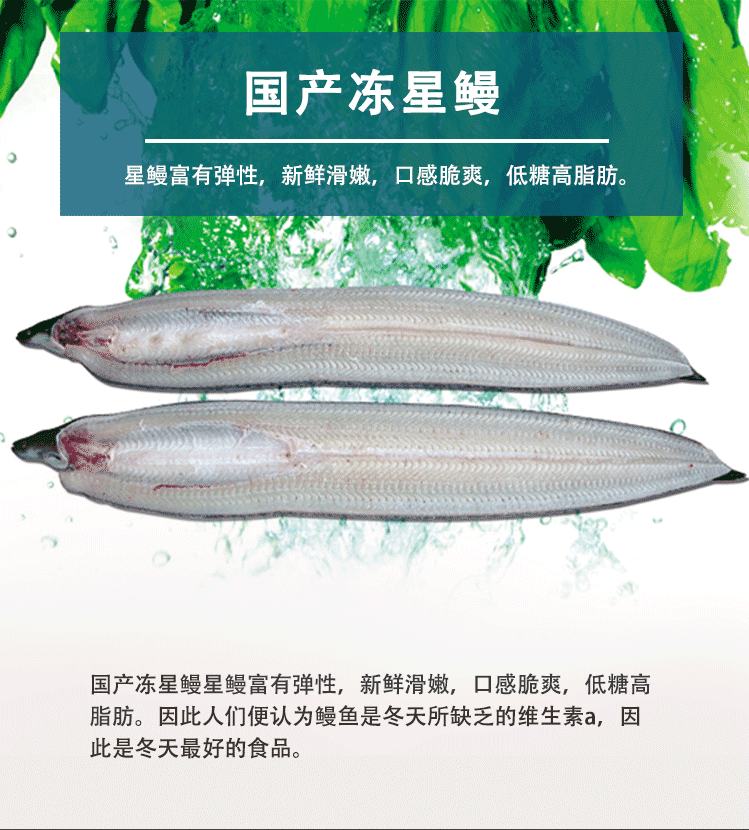 国产冻星鳗
星鳗富有弹性，新鲜滑嫩，口感脆爽，低糖高脂肪。
国产冻星鳗星鳗富有弹性，新鲜滑嫩，口感脆爽，低糖高
脂肪。因此人们便认为鳗鱼是冬天所缺乏的维生素a，因
此是冬天最好的食品。